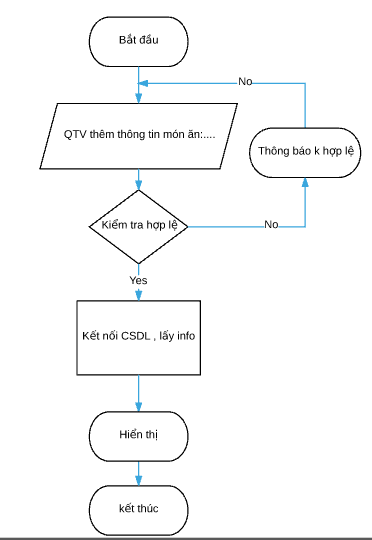 Bắt đầu
No
QTV thêm thông tin món ăn:....
Thông báo k hợp lệ
Kiểm tra hợp lệ
No
Yes
Kết nối CSDL , lấy info
Hiển thị
kết thúc